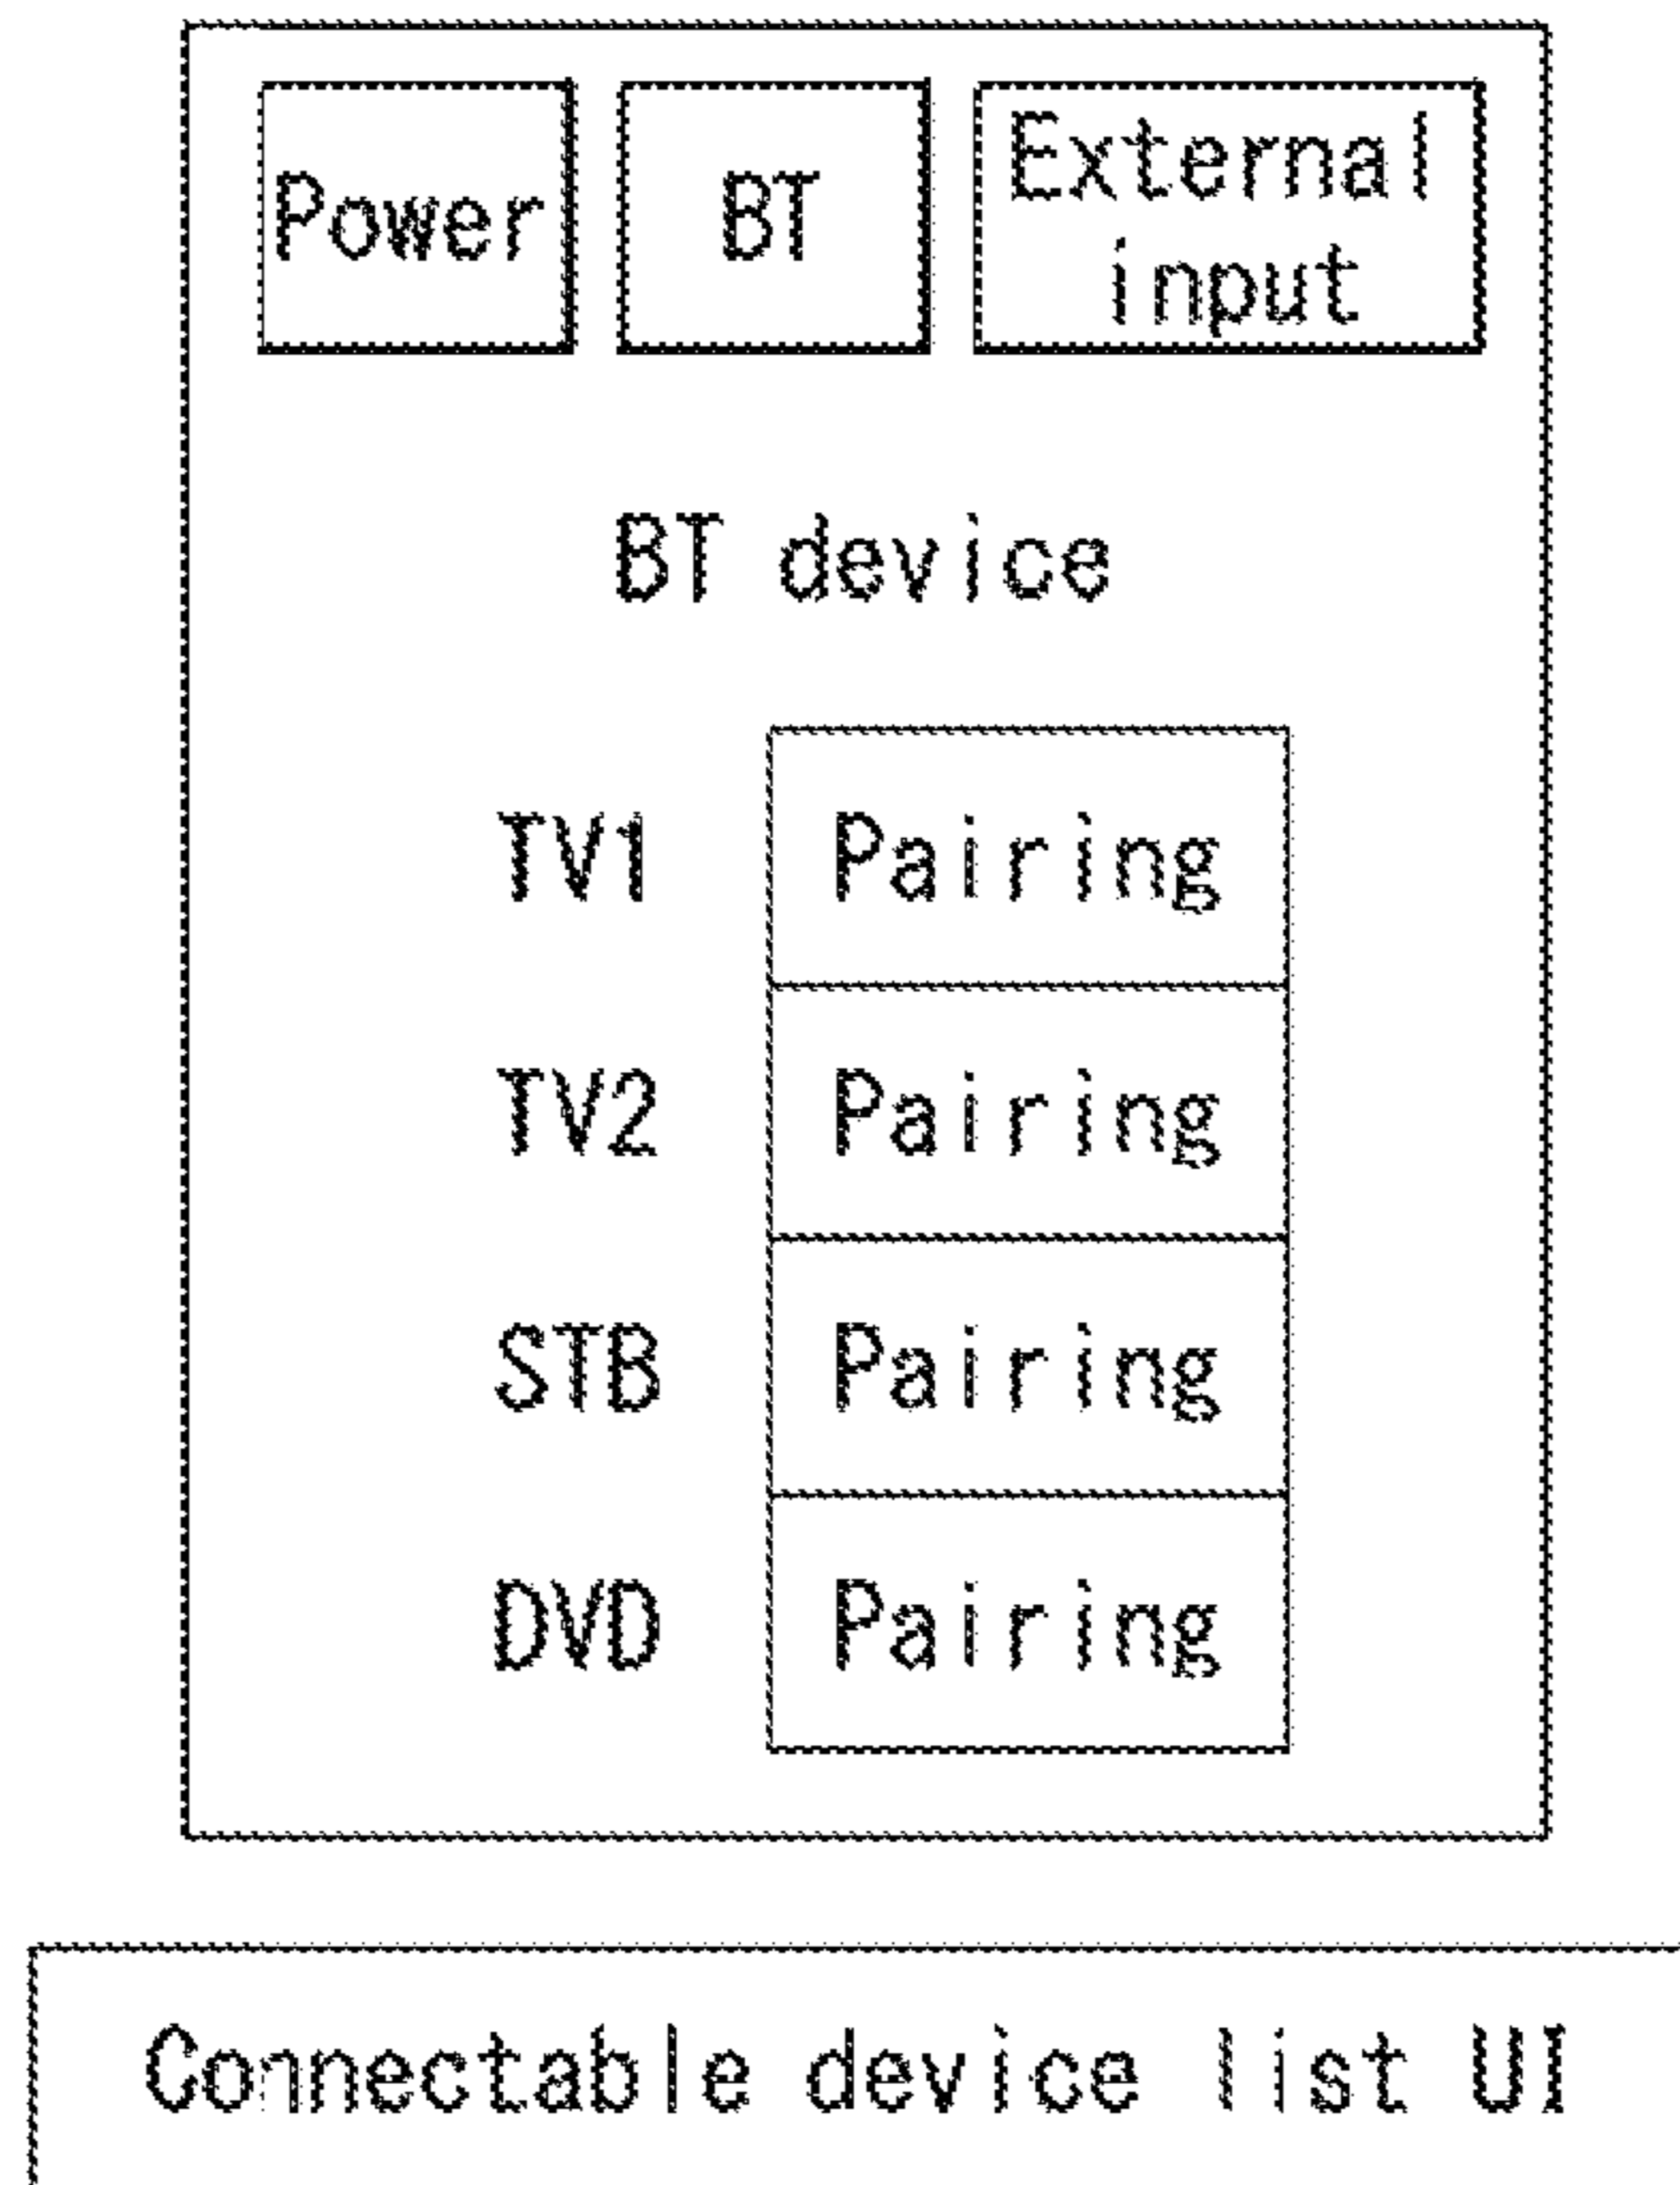 Power BT External
input
BT device
TV1 Pairing
TV2 Pairing
STB Pairing
DVD Pairing
Connectable device list UI